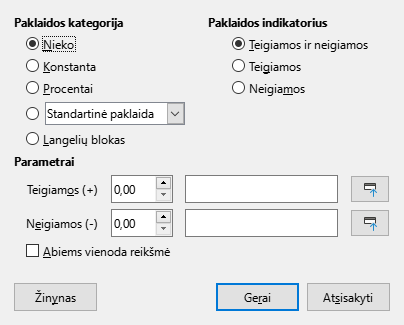 Paklaidos kategorija
Nieko
Konstanta
Procentai
Standartinė paklaida
Langelių blokas
Paklaidos indikatorius
Teigiamos ir neigiamos
Teigiamos
Neigiamos
Parametrai
Teigiamos (+) 0,00
Neigiamos (-) 0,00
Abiems vienoda reikšmė
Žinynas Gerai Atsisakyti